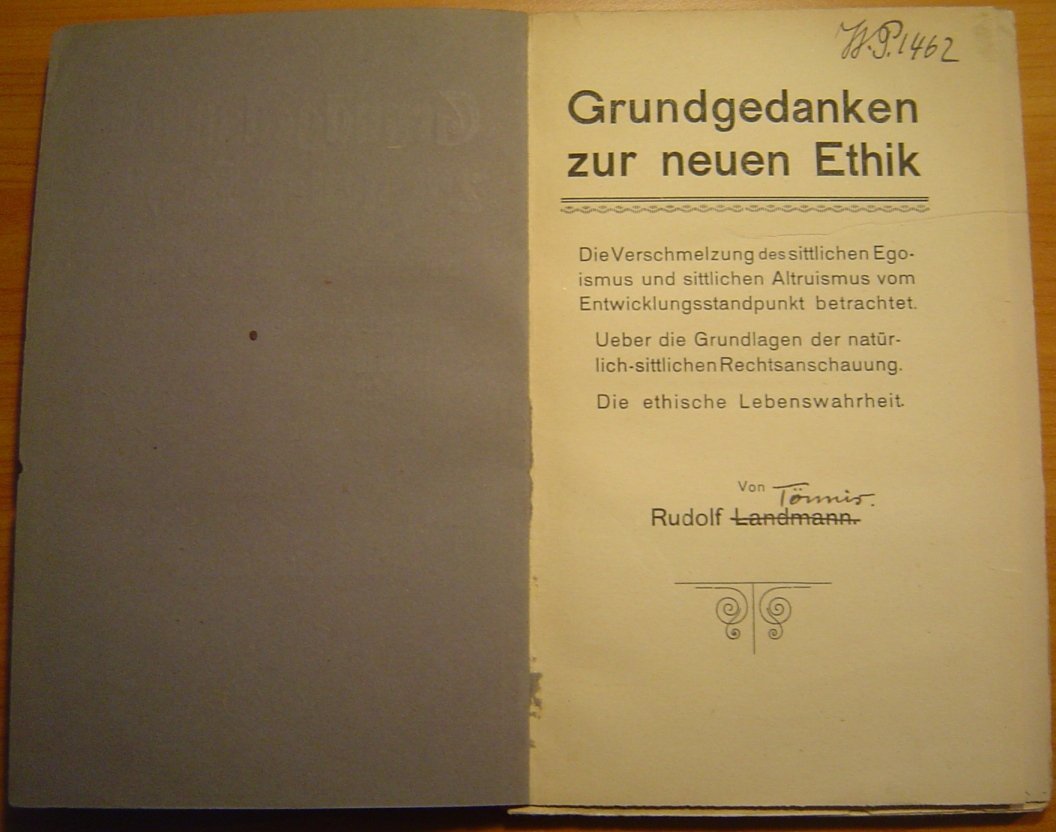 W.P. 1462
Grundgedanken
zur neuen Ethik
Die Verschmelzung des sittlichen Ego-
ismus und sittlichen Altruismus vom
Entwicklungsstandpunkt betrachtet.
Ueber die Grundlagen der natür-
lich-sittlichen Rechtsanschauung.
Die ethische Lebenswahrheit.
Von Tönnis.
Rudolf Landmann.